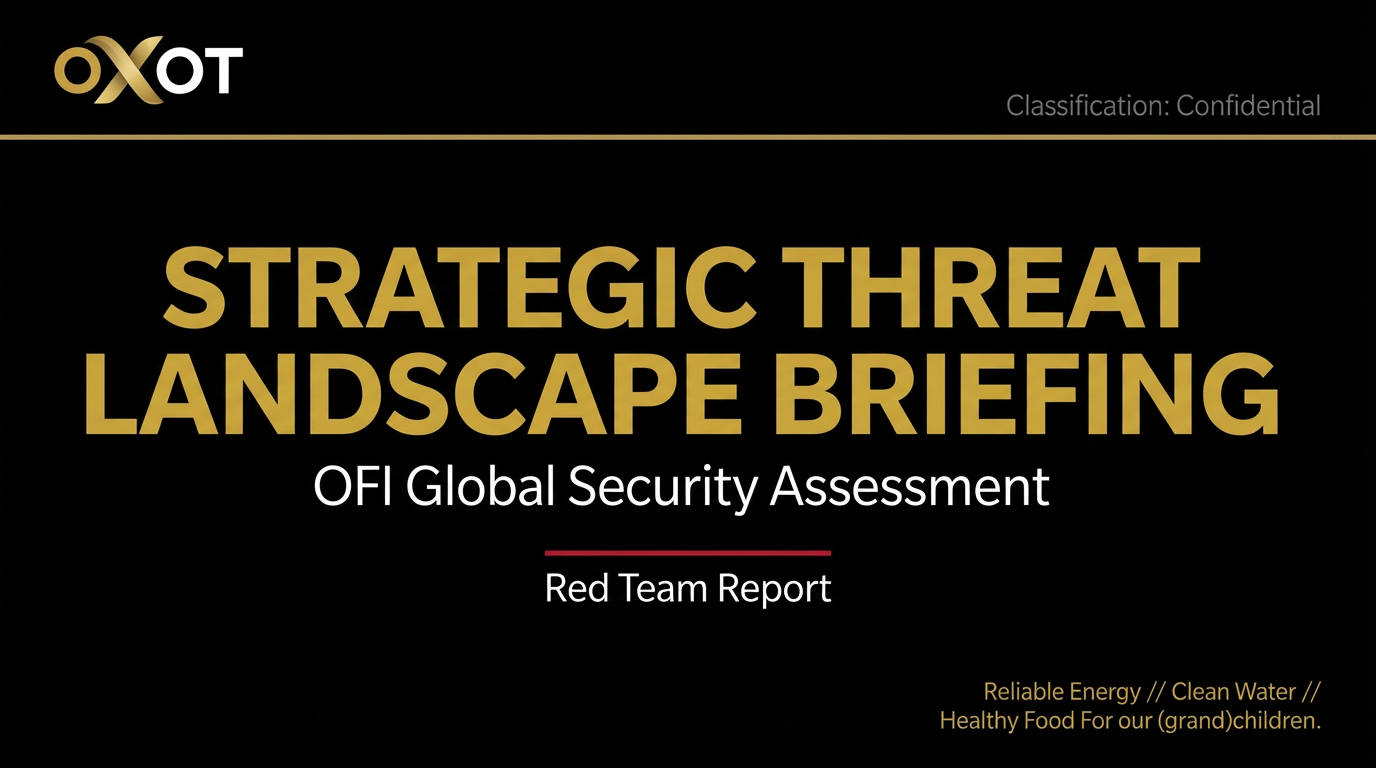 OXOT
Classification: Confidential
STRATEGIC THREAT
LANDSCAPE BRIEFING
OFI Global Security Assessment
Red Team Report
Reliable Energy // Clean Water //
Healthy Food For our (grand)children.